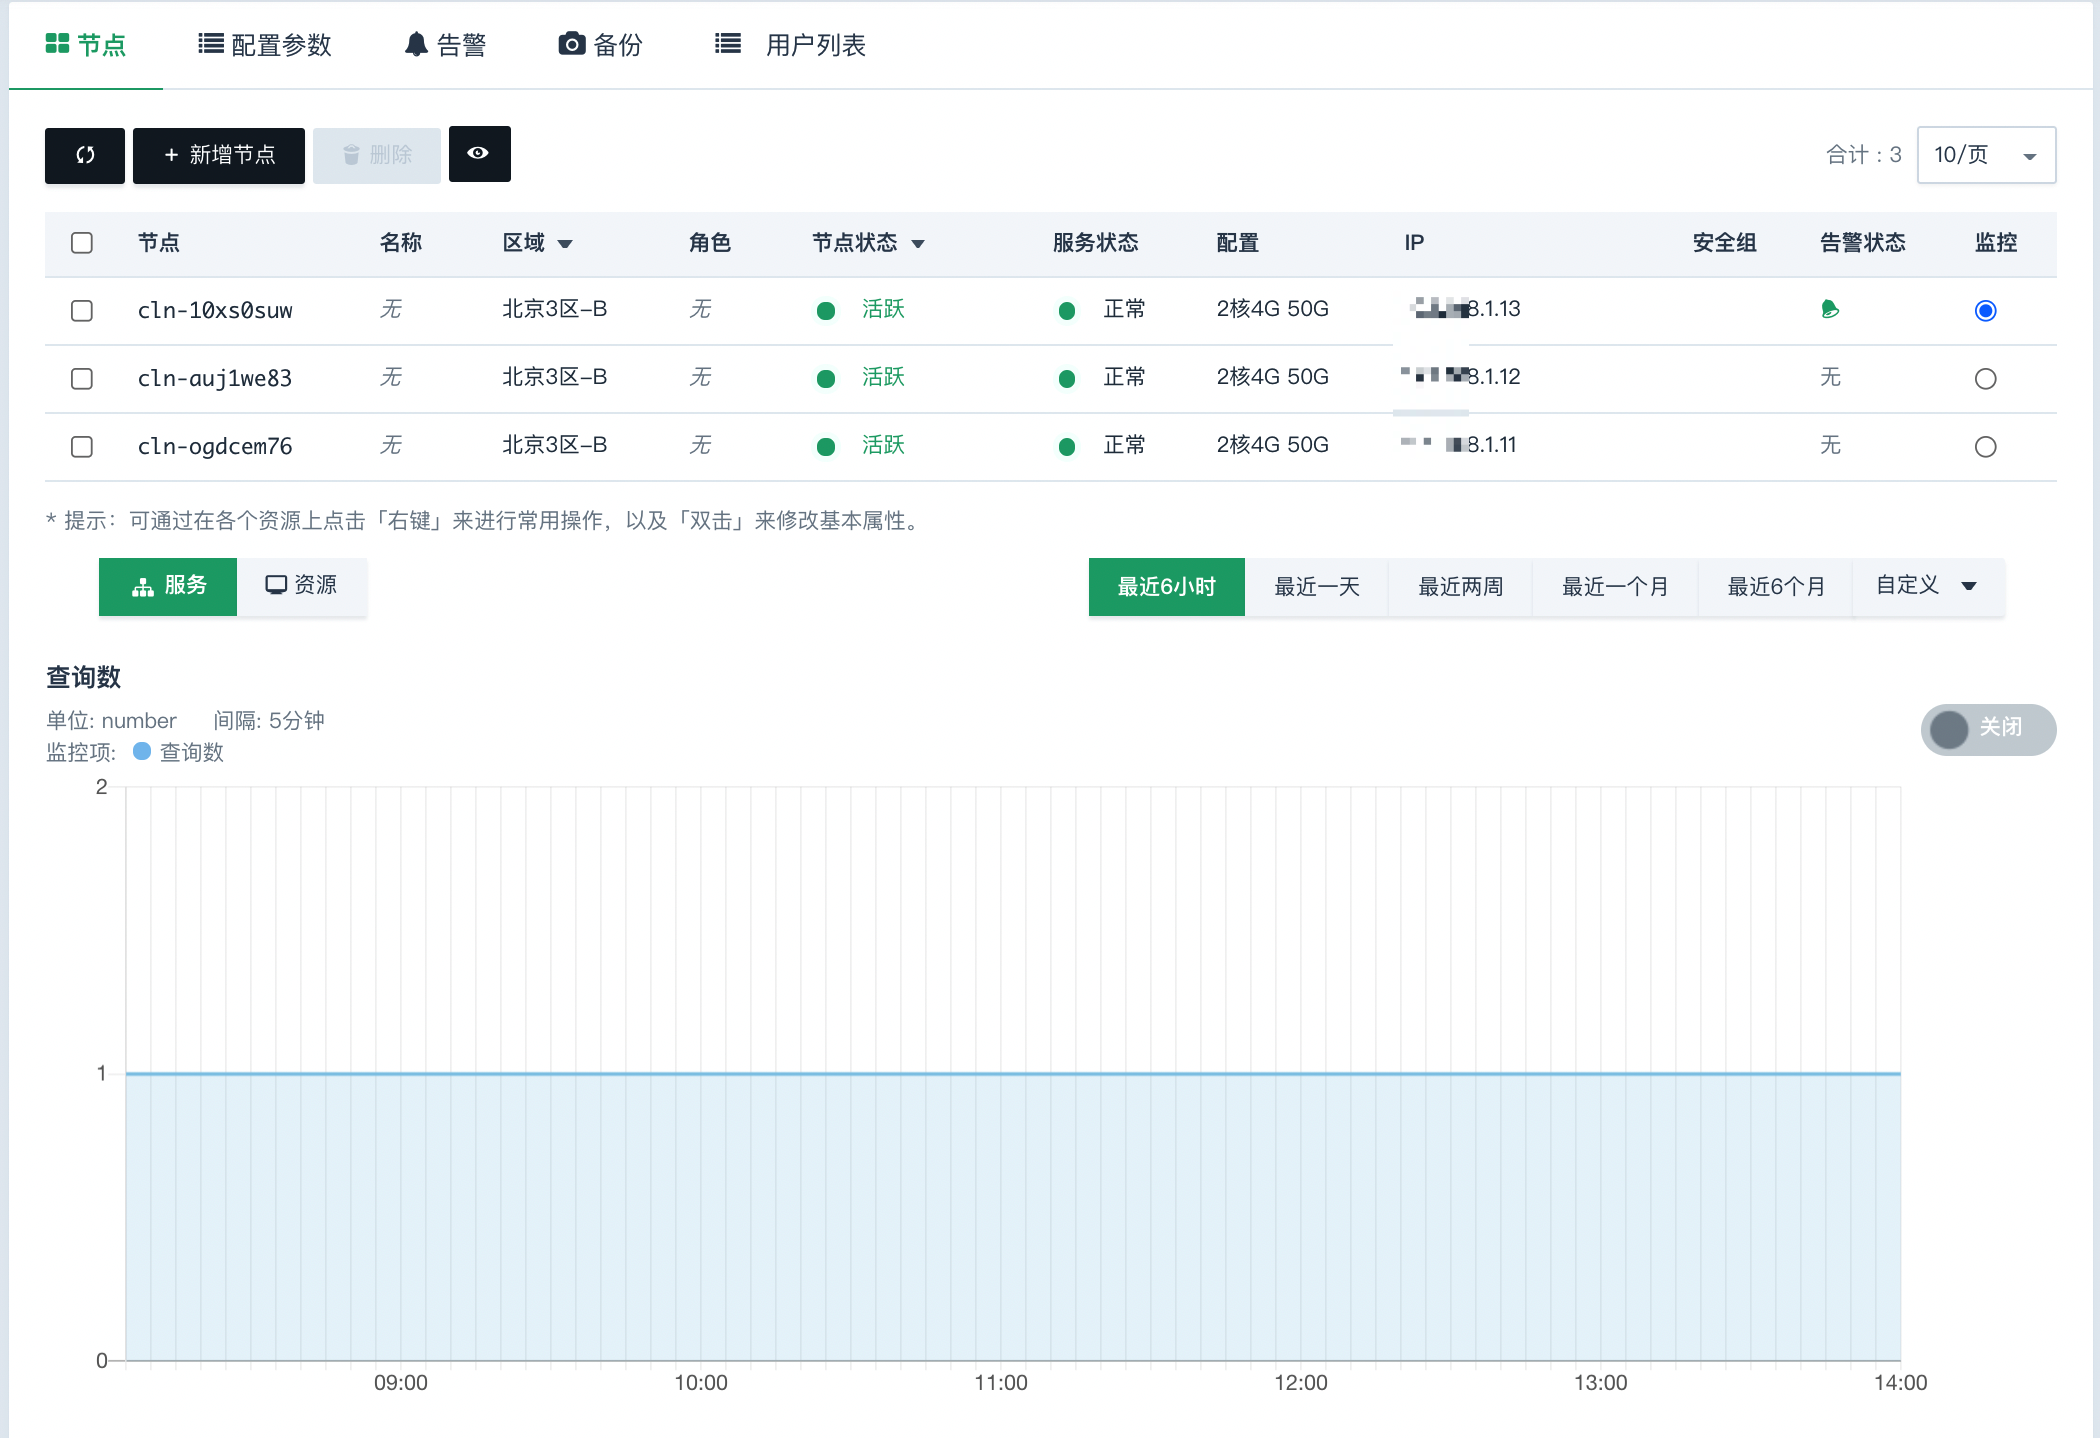 节点 配置参数 告警 备份 用户列表
+ 新增节点 删除 合计：3 10/页
节点 名称 区域 角色 节点状态 服务状态 配置 IP 安全组 告警状态 监控
cln-10xs0suw 无 北京3区-B 无 活跃 正常 2核4G 50G 8.1.13
cln-auj1we83 无 北京3区-B 无 活跃 正常 2核4G 50G 8.1.12 无
cln-ogdcem76 无 北京3区-B 无 活跃 正常 2核4G 50G 8.1.11 无
* 提示：可通过在各个资源上点击「右键」来进行常用操作，以及「双击」来修改基本属性。
服务 资源 最近6小时 最近一天 最近两周 最近一个月 最近6个月 自定义
查询数
单位: number 间隔: 5分钟
关闭
监控项: 查询数
2
1
0
09:00 10:00 11:00 12:00 13:00 14:00